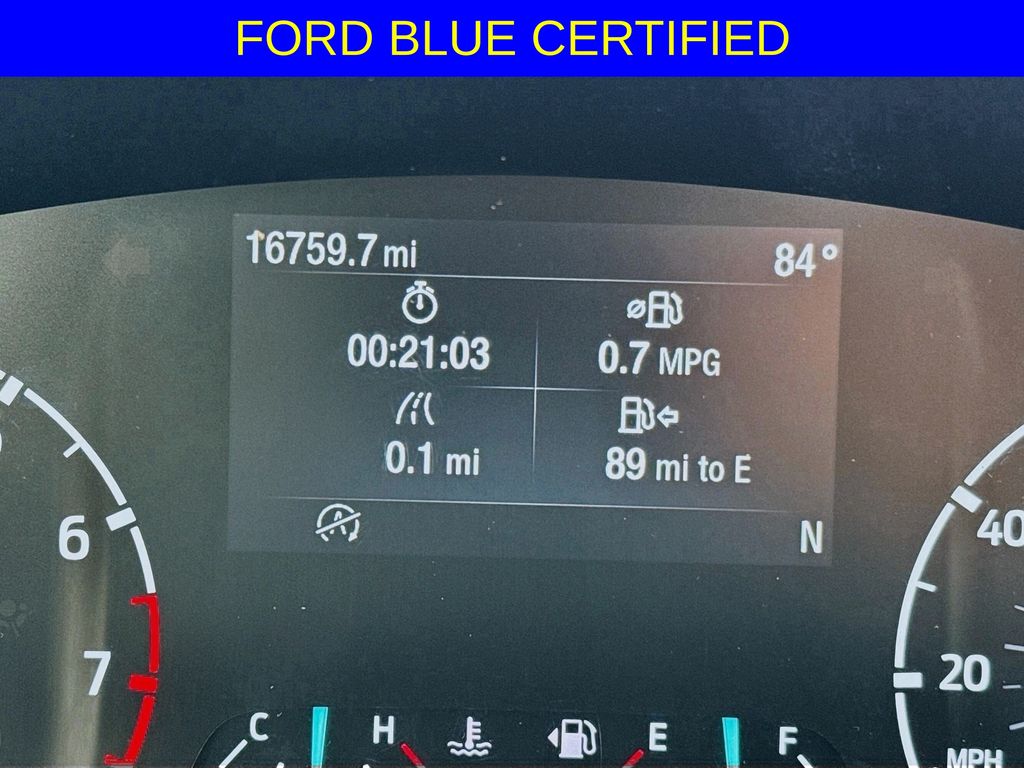 FORD BLUE CERTIFIED
16759.7 mi 84°
00:21:03 0.7 MPG
0.1 mi 89 mi to E
N
6 40
7 20
C H E F
MPH